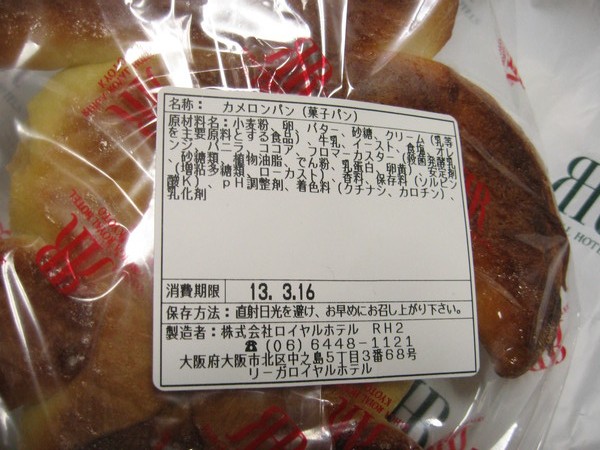 名称: カメロンパン (菓子パン)
原材料名:小麦粉、卵、バター、砂糖、クリーム(乳等
を主要原料とする食品)、牛乳、イースト、食塩、オレ
ンジ、バニラ、ココア、フロマーカスター(殺菌発酵乳
、砂糖類、植物油脂、でん粉、乳蛋白、卵黄)、安定剤
(増粘多糖類、ローカスト)、香料、保存料(ソルビン
酸K)、pH調整剤、着色料(クチナシ、カロチン)、
乳化剤
消費期限 13. 3.16
保存方法: 直射日光を避け、お早めにお召し上がり下さい。
製造者:株式会社ロイヤルホテル RH2
☎(06)6448-1121
大阪府大阪市北区中之島5丁目3番68号
リーガロイヤルホテル